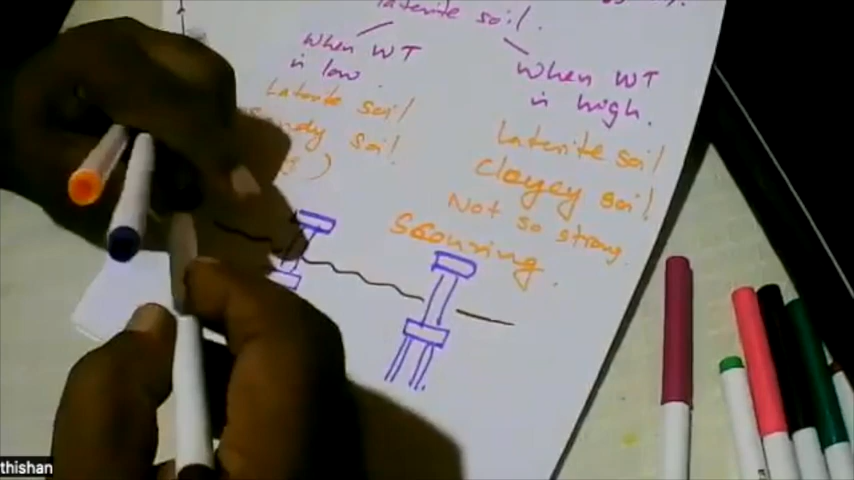 laterite soil.
When WT
is low.
Laterite soil
sandy soil
When WT
is high.
Laterite soil
Clayey soil
Not so strong
Scouring.
thishan